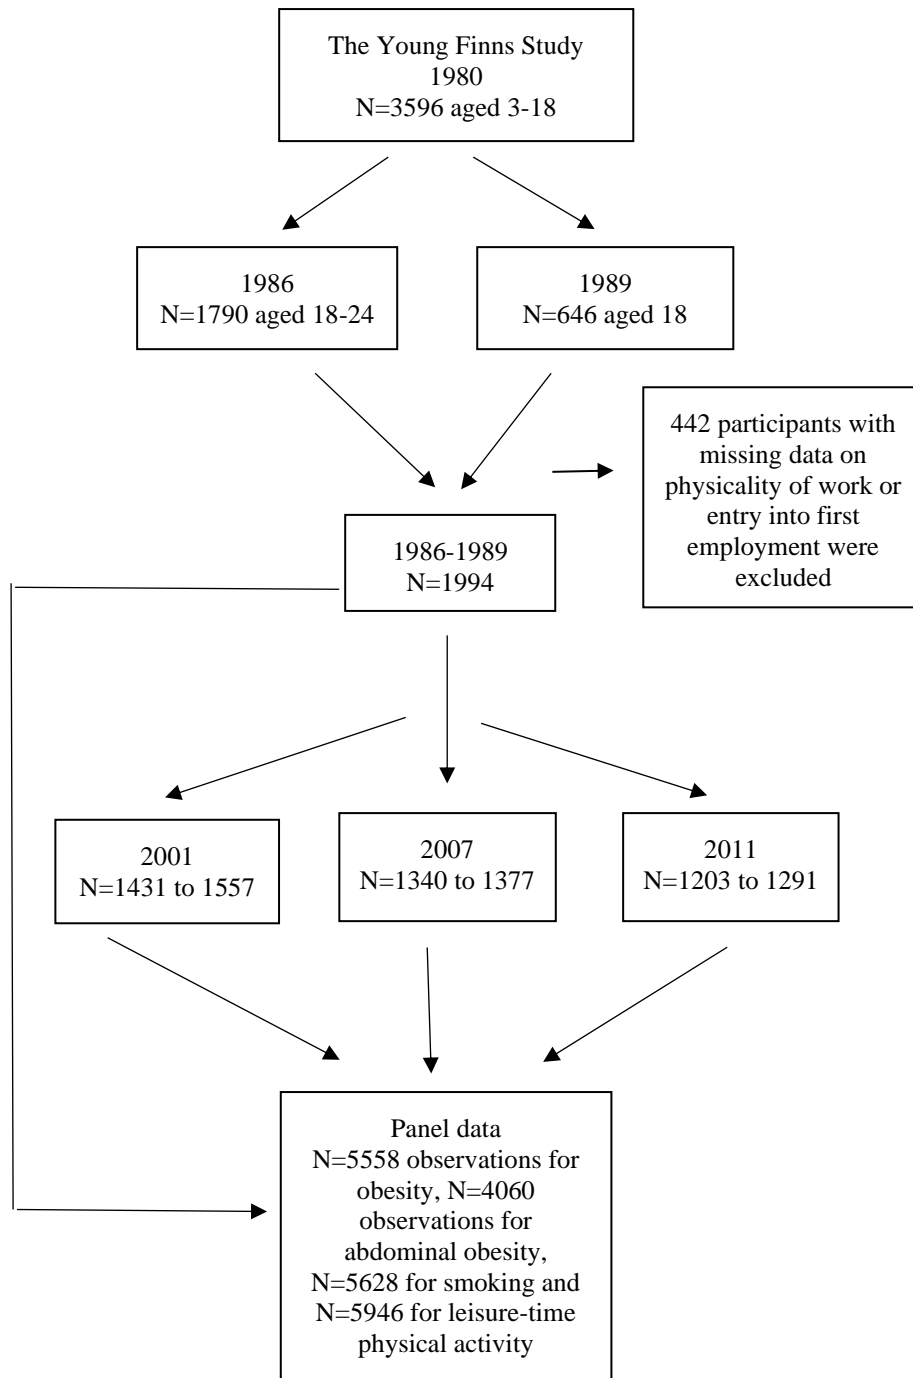 The Young Finns Study
1980
N=3596 aged 3-18
1986
N=1790 aged 18-24
1989
N=646 aged 18
442 participants with
missing data on
physicality of work or
entry into first
employment were
excluded
1986-1989
N=1994
2001
N=1431 to 1557
2007
N=1340 to 1377
2011
N=1203 to 1291
Panel data
N=5558 observations for
obesity, N=4060
observations for
abdominal obesity,
N=5628 for smoking and
N=5946 for leisure-time
physical activity